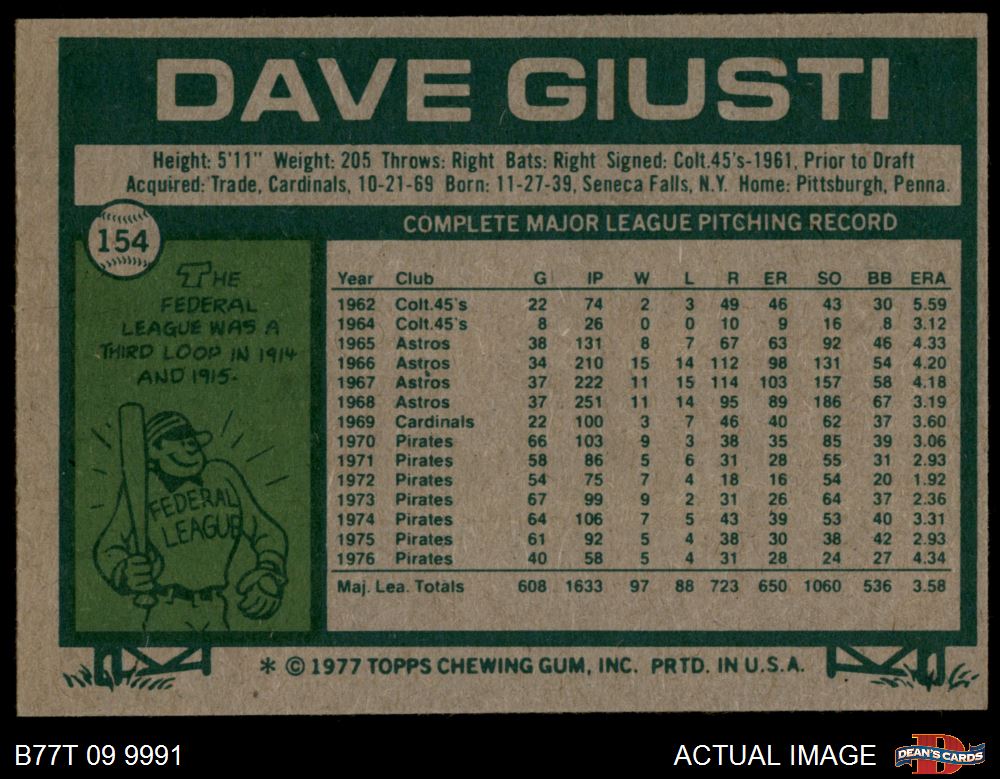 DAVE GIUSTI
Height: 5'11" Weight: 205 Throws: Right Bats: Right Signed: Colt.45's-1961, Prior to Draft
Acquired: Trade, Cardinals, 10-21-69 Born: 11-27-39, Seneca Falls, N.Y. Home: Pittsburgh, Penna.
154
COMPLETE MAJOR LEAGUE PITCHING RECORD
THE
FEDERAL
LEAGUE WAS A
THIRD LOOP IN 1914
AND 1915.
FEDERAL
LEAGUE
Year Club G IP W L R ER SO BB ERA
1962 Colt.45's 22 74 2 3 49 46 43 30 5.59
1964 Colt.45's 8 26 0 0 10 9 16 8 3.12
1965 Astros 38 131 8 7 67 63 92 46 4.33
1966 Astros 34 210 15 14 112 98 131 54 4.20
1967 Astros 37 222 11 15 114 103 157 58 4.18
1968 Astros 37 251 11 14 95 89 186 67 3.19
1969 Cardinals 22 100 3 7 46 40 62 37 3.60
1970 Pirates 66 103 9 3 38 35 85 39 3.06
1971 Pirates 58 86 5 6 31 28 55 31 2.93
1972 Pirates 54 75 7 4 18 16 54 20 1.92
1973 Pirates 67 99 9 2 31 26 64 37 2.36
1974 Pirates 64 106 7 5 43 39 53 40 3.31
1975 Pirates 61 92 5 4 38 30 38 42 2.93
1976 Pirates 40 58 5 4 31 28 24 27 4.34
Maj. Lea. Totals 608 1633 97 88 723 650 1060 536 3.58
* © 1977 TOPPS CHEWING GUM, INC. PRTD. IN U.S.A.
B77T 09 9991
ACTUAL IMAGE
DEAN'S CARDS